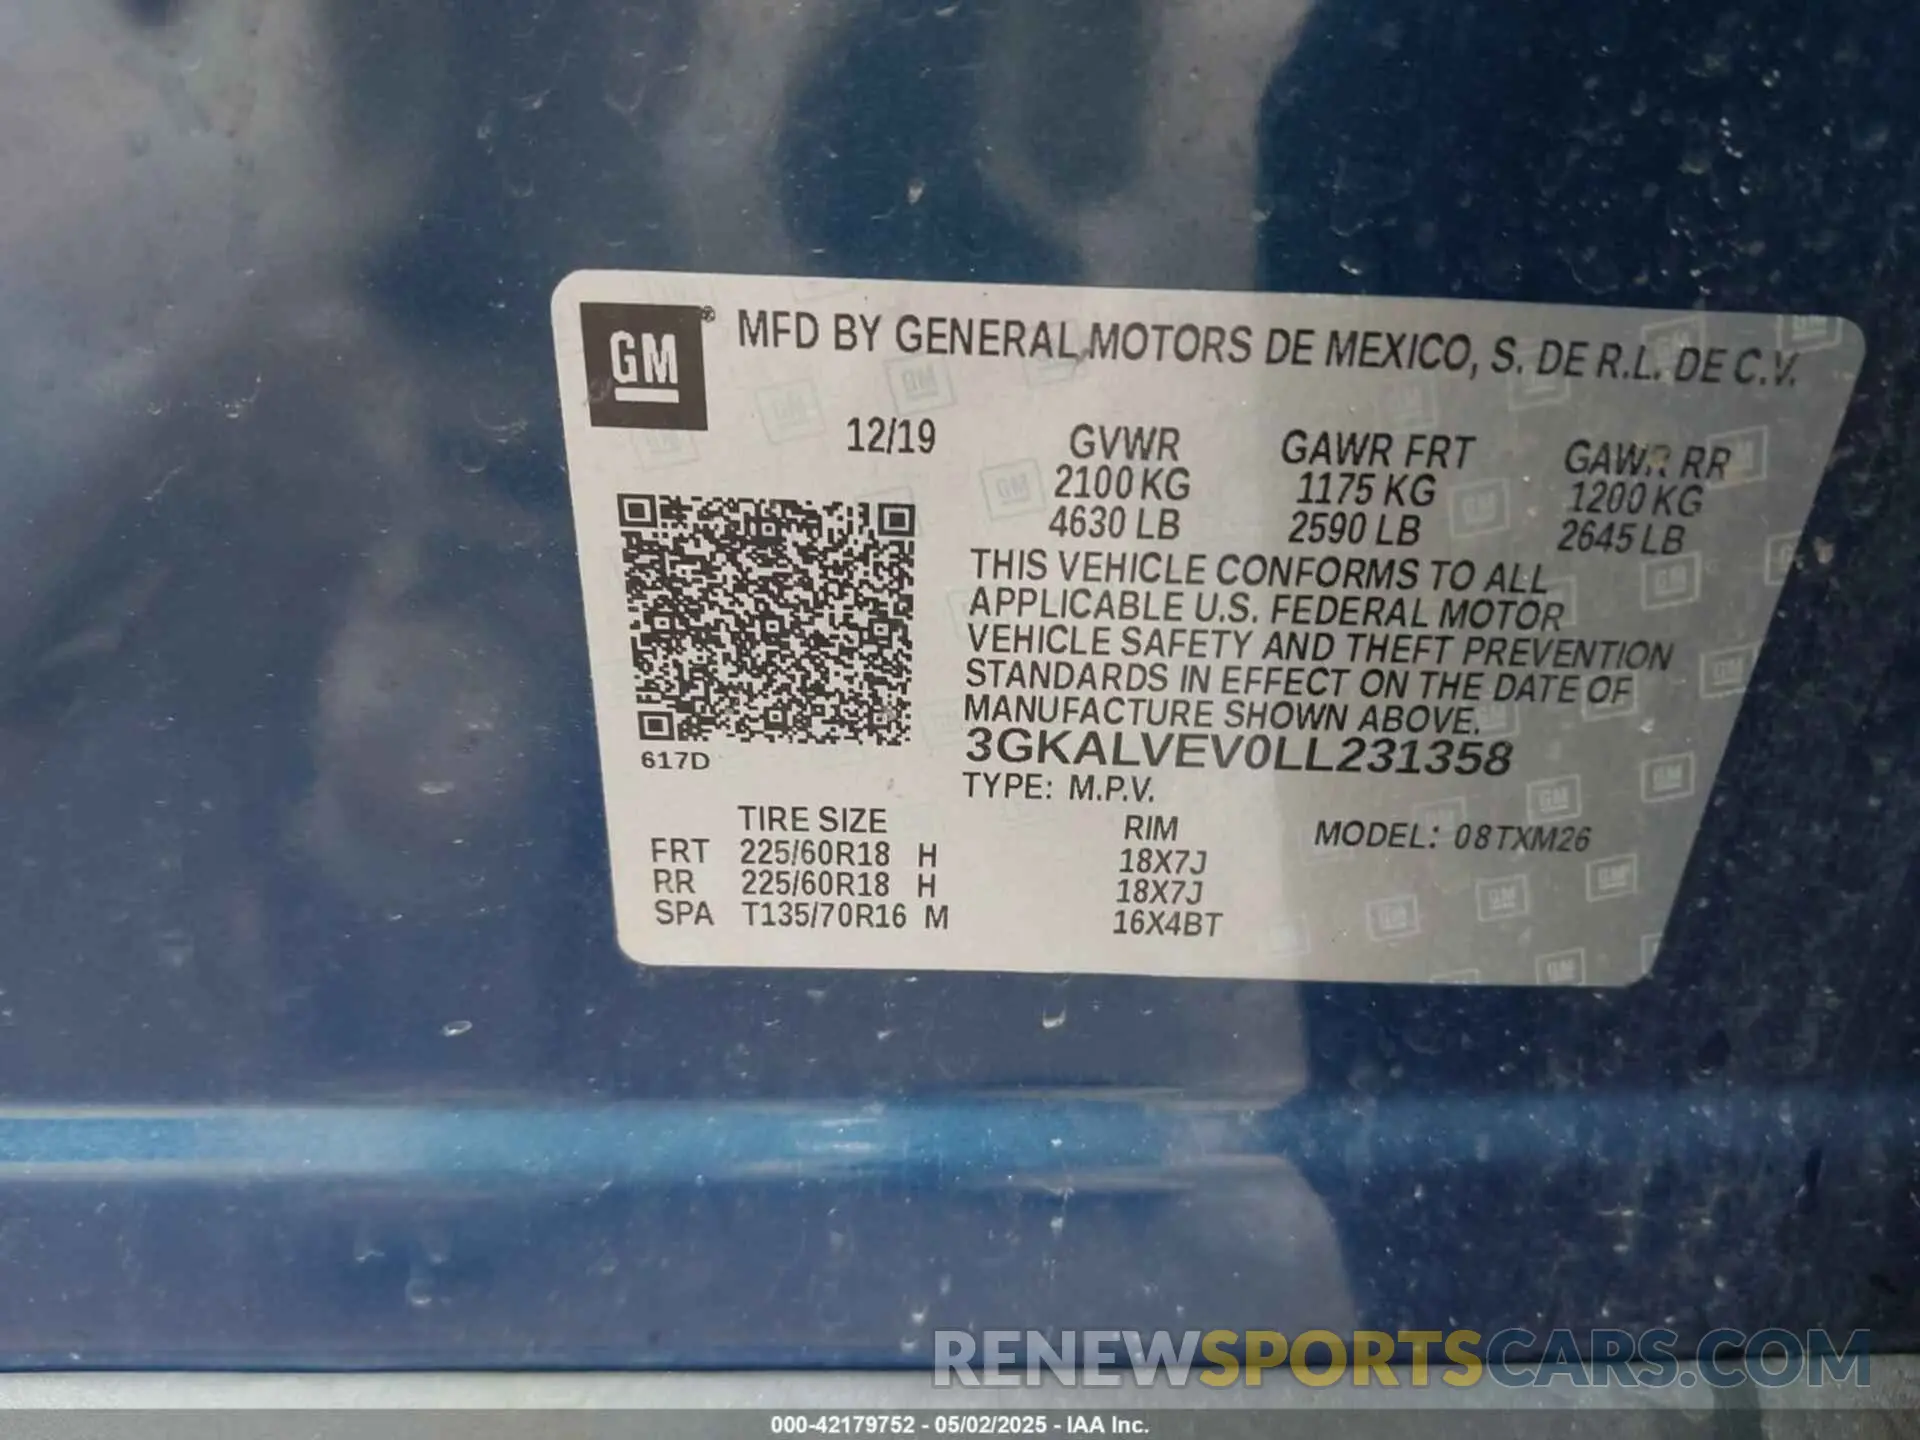 GM® MFD BY GENERAL MOTORS DE MEXICO, S. DE R.L. DE C.V.
12/19 GVWR GAWR FRT GAWR RR
2100 KG 1175 KG 1200 KG
4630 LB 2590 LB 2645 LB
THIS VEHICLE CONFORMS TO ALL
APPLICABLE U.S. FEDERAL MOTOR
VEHICLE SAFETY AND THEFT PREVENTION
STANDARDS IN EFFECT ON THE DATE OF
MANUFACTURE SHOWN ABOVE.
3GKALVEV0LL231358
617D
TYPE: M.P.V.
TIRE SIZE RIM MODEL: 08TXM26
FRT 225/60R18 H 18X7J
RR 225/60R18 H 18X7J
SPA T135/70R16 M 16X4BT
RENEWSPORTSCARS.COM
000-42179752 - 05/02/2025 - IAA Inc.